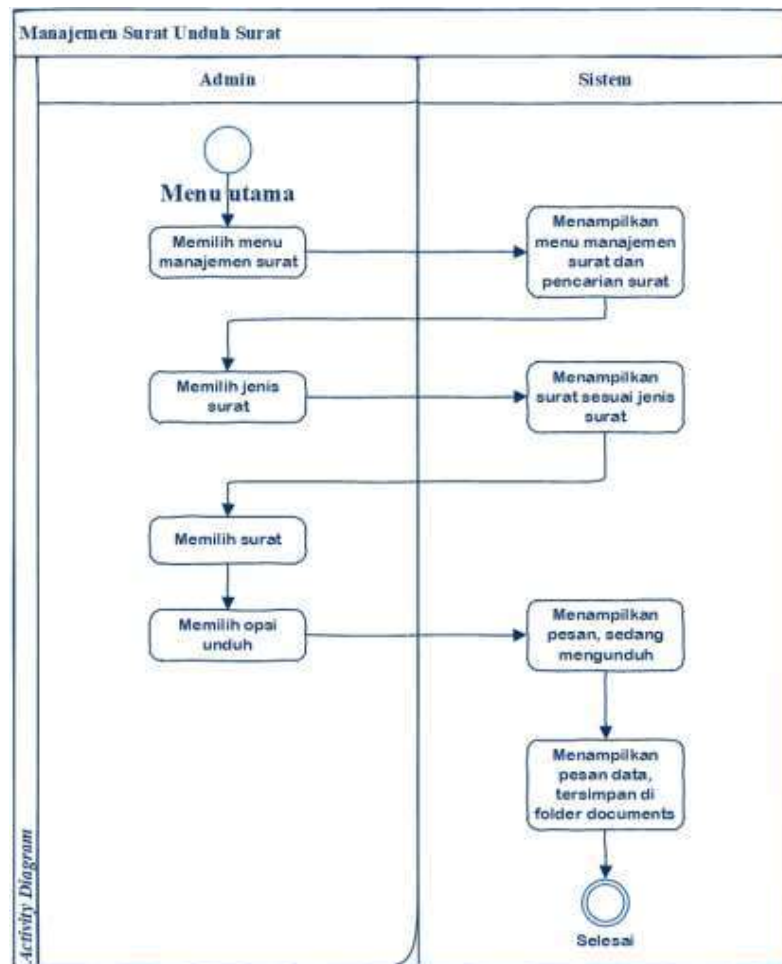 Manajemen Surat Unduh Surat
Admin
Sistem
Menu utama
Memilih menu
manajemen surat
Menampilkan
menu manajemen
surat dan
pencarian surat
Memilih jenis
surat
Menampilkan
surat sesuai jenis
surat
Memilih surat
Memilih opsi
unduh
Menampilkan
pesan, sedang
mengunduh
Menampilkan
pesan data,
tersimpan di
folder documents
Selesai
Activity Diagram